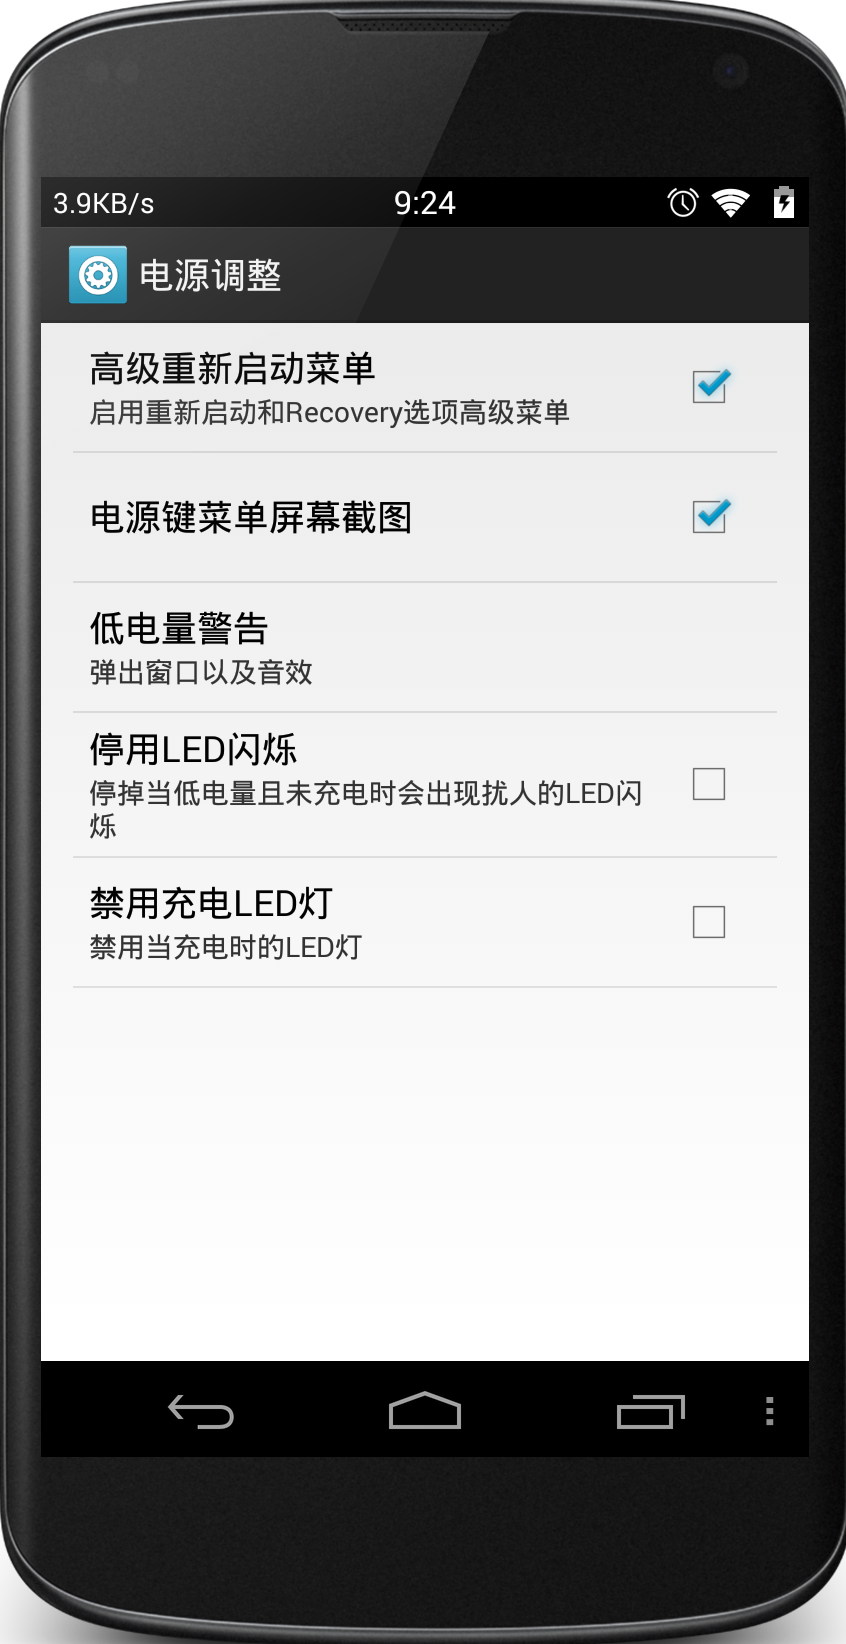 3.9KB/s 9:24
电源调整
高级重新启动菜单
启用重新启动和Recovery选项高级菜单
电源键菜单屏幕截图
低电量警告
弹出窗口以及音效
停用LED闪烁
停掉当低电量且未充电时会出现扰人的LED闪
烁
禁用充电LED灯
禁用当充电时的LED灯